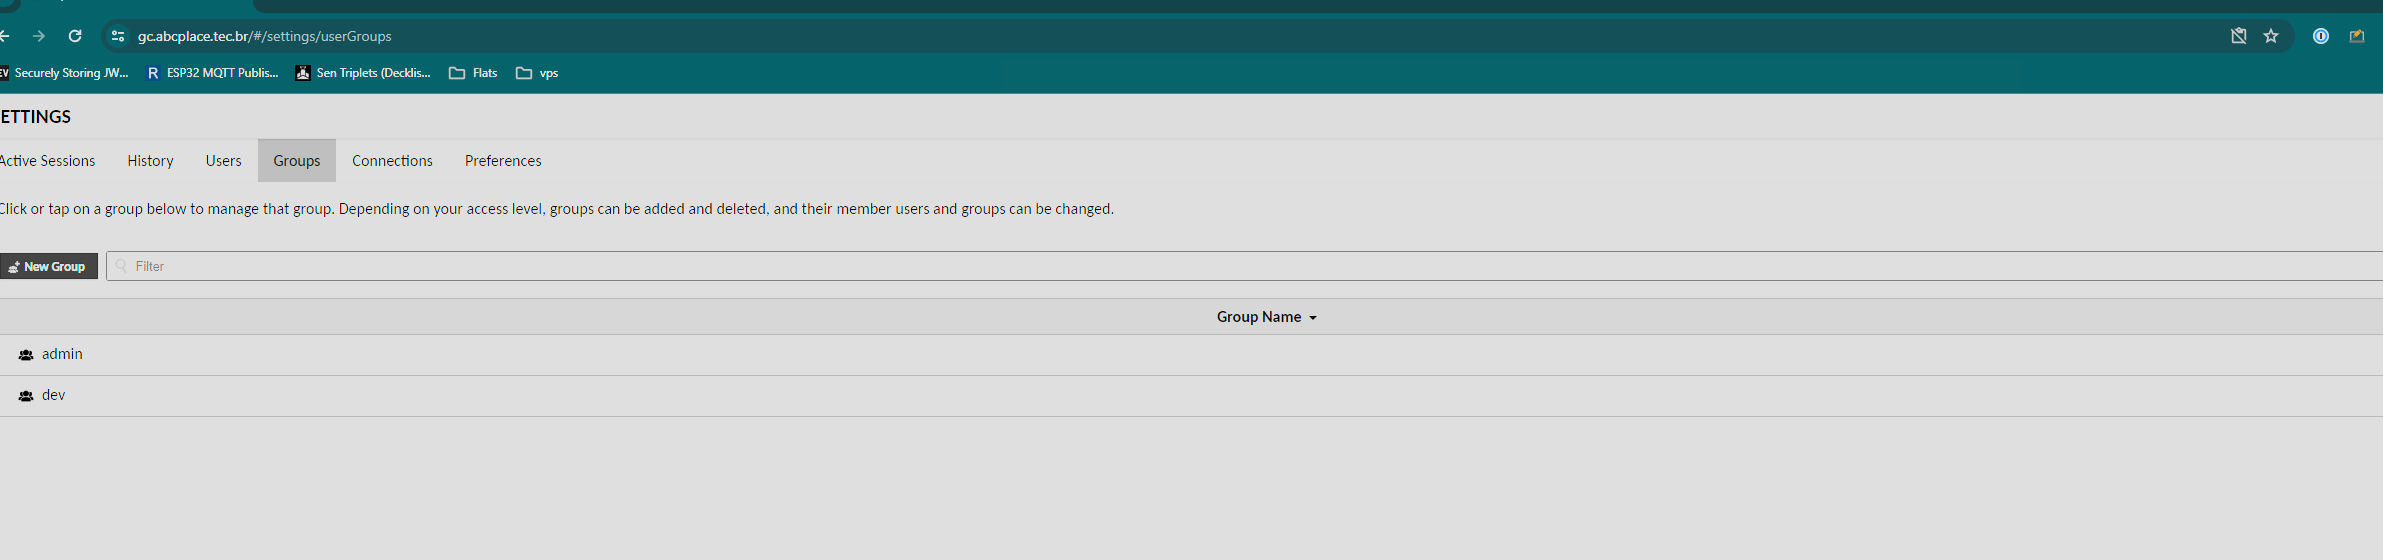 gc.abcplace.tec.br/#/settings/userGroups
EV Securely Storing JW... R ESP32 MQTT Publis... Sen Triplets (Decklis... Flats vps
ETTINGS
Active Sessions History Users Groups Connections Preferences
Click or tap on a group below to manage that group. Depending on your access level, groups can be added and deleted, and their member users and groups can be changed.
New Group Filter
Group Name
admin
dev